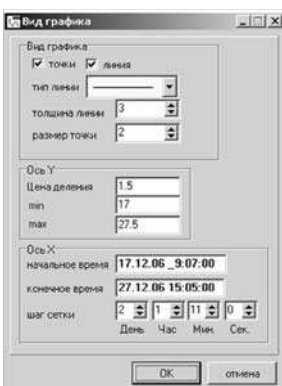 Вид графика
Вид графика
точки линия
тип линии
толщина линии 3
размер точки 2
Ось Y
Цена деления 1.5
min 17
max 27.5
Ось X
начальное время 17.12.06 _9:07:00
конечное время 27.12.06 15:05:00
шаг сетки 2 1 11 0
День Час Мин. Сек.
OK отмена